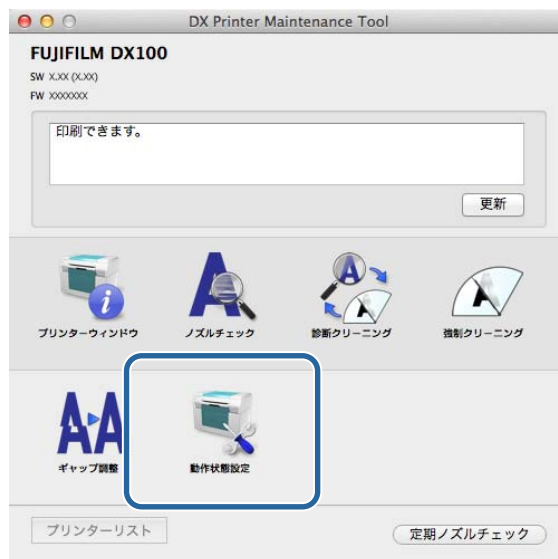 DX Printer Maintenance Tool
FUJIFILM DX100
SW X.XX (X.XX)
FW XXXXXXX
印刷できます。
更新
プリンターウィンドウ
ノズルチェック
診断クリーニング
強制クリーニング
ギャップ調整
動作状態設定
プリンターリスト
定期ノズルチェック